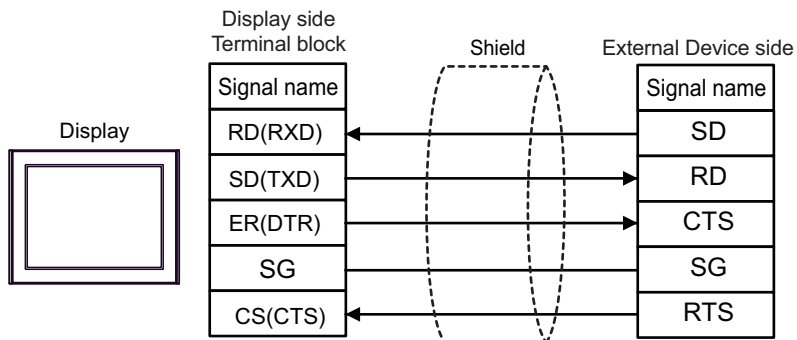 Display side
Terminal block
Shield
External Device side
Signal name
Signal name
Display
RD(RXD)
SD
SD(TXD)
RD
ER(DTR)
CTS
SG
SG
CS(CTS)
RTS